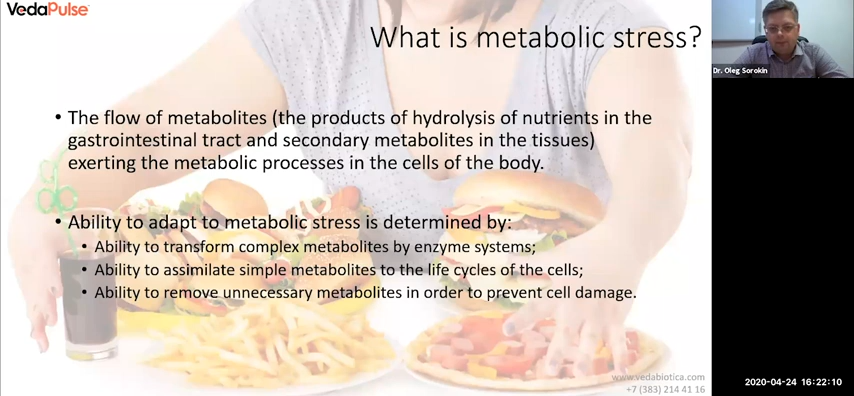 VedaPulse
What is metabolic stress?
Dr. Oleg Sorokin
• The flow of metabolites (the products of hydrolysis of nutrients in the
gastrointestinal tract and secondary metabolites in the tissues)
exerting the metabolic processes in the cells of the body.
• Ability to adapt to metabolic stress is determined by:
• Ability to transform complex metabolites by enzyme systems;
• Ability to assimilate simple metabolites to the life cycles of the cells;
• Ability to remove unnecessary metabolites in order to prevent cell damage.
www.vedabiotica.com
+7 (383) 214 41 16
2020-04-24 16:22:10